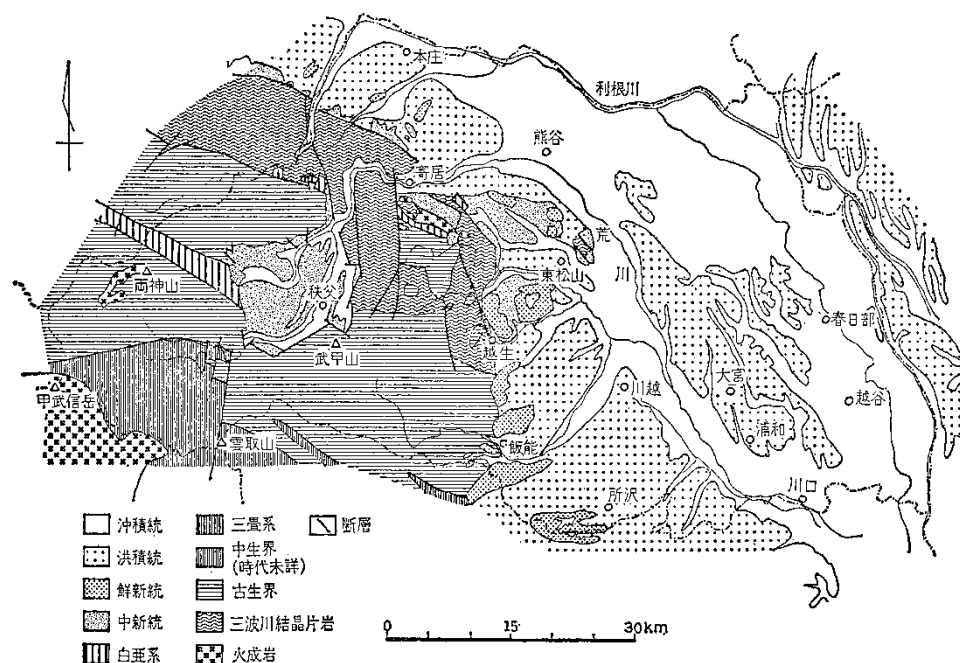 本庄
利根川
熊谷
寄居
荒
川
東松山
両神山
秩父
春日部
武甲山
越生
大宮
川越
越谷
甲武信岳
浦和
雲取山
飯能
川口
所沢
沖積統
三畳系
断層
洪積統
中生界
(時代未詳)
鮮新統
古生界
中新統
三波川結晶片岩
白亜系
火成岩
0 15 30km